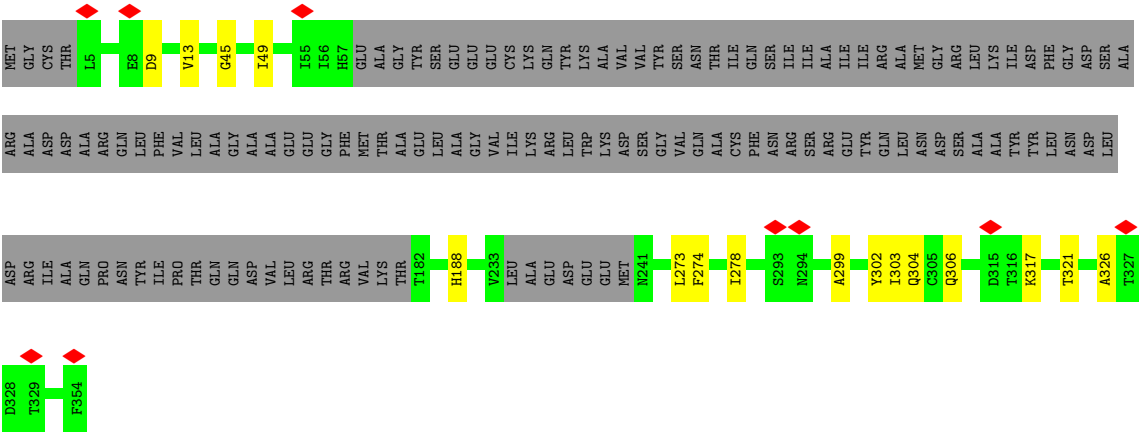 MET GLY CYS THR L5 E8 D9 V13 G45 I49 I55 I56 H57 GLU ALA GLY TYR SER GLU GLU GLU CYS LYS GLN TYR LYS ALA VAL VAL TYR SER ASN THR ILE GLN SER ILE ILE ALA ILE ILE ARG ALA MET GLY ARG LEU LYS ILE ASP PHE GLY ASP SER ALA
ARG ALA ASP ASP ALA ARG GLN LEU PHE VAL LEU ALA GLY ALA ALA GLU GLU GLY PHE MET THR ALA GLU LEU ALA GLY VAL ILE LYS ARG LEU TRP LYS ASP SER GLY VAL GLN ALA CYS PHE ASN ARG SER ARG GLU TYR GLN LEU ASN ASP SER ALA ALA TYR TYR LEU ASN ASP LEU
ASP ARG ILE ALA GLN PRO ASN TYR ILE PRO THR GLN GLN ASP VAL LEU ARG THR ARG VAL LYS THR T182 H188 V233 LEU ALA GLU ASP GLU GLU MET N241 L273 F274 I278 S293 N294 A299 Y302 I303 Q304 C305 Q306 D315 T316 K317 T321 A326 T327
D328 T329 F354